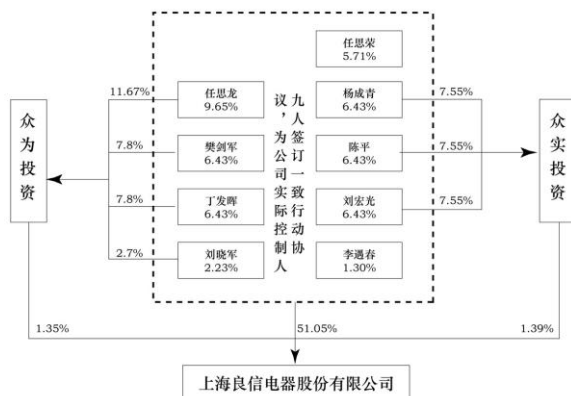 任思荣
5.71%
11.67%
任思龙
9.65%
杨成青
6.43%
7.55%
众为投资
7.8%
樊剑军
6.43%
九人签订一致行动协
议，为公司实际控制人
陈平
6.43%
7.55%
众实投资
7.8%
丁发晖
6.43%
刘宏光
6.43%
7.55%
2.7%
刘晓军
2.23%
李遇春
1.30%
1.35%
51.05%
1.39%
上海良信电器股份有限公司